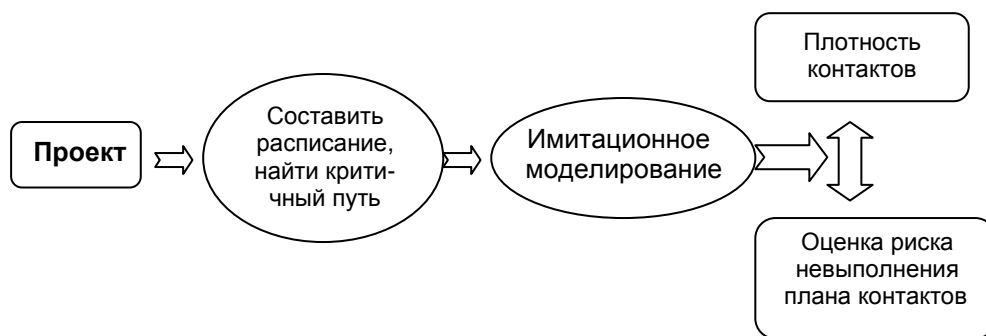 Проект
Составить
расписание,
найти крити-
чный путь
Имитационное
моделирование
Плотность
контактов
Оценка риска
невыполнения
плана контактов